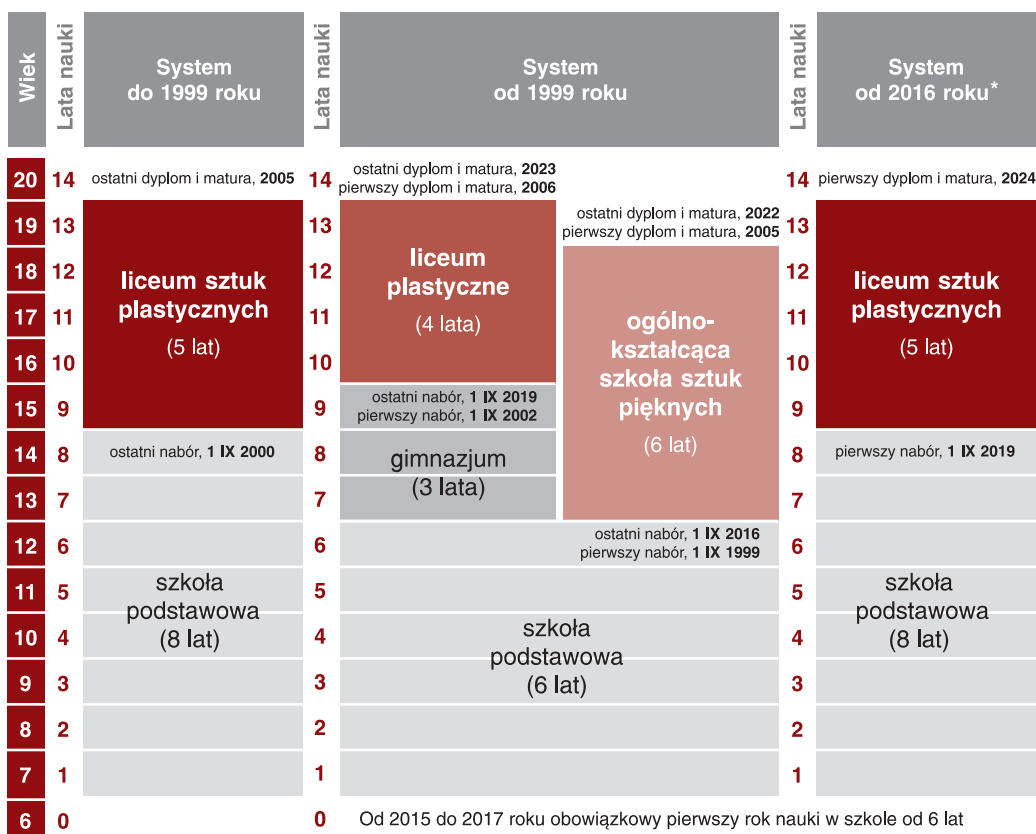 Wiek
Lata nauki
System
do 1999 roku
Lata nauki
System
od 1999 roku
Lata nauki
System
od 2016 roku*
20 14 ostatni dyplom i matura, 2005 14 ostatni dyplom i matura, 2023
pierwszy dyplom i matura, 2006
14 pierwszy dyplom i matura, 2024
19 13 13 ostatni dyplom i matura, 2022
pierwszy dyplom i matura, 2005
13
18 12 12 12
17 11 11 11
16 10 10 10
liceum sztuk
plastycznych
(5 lat)
liceum
plastyczne
(4 lata)
ogólno-
kształcąca
szkoła sztuk
pięknych
(6 lat)
liceum sztuk
plastycznych
(5 lat)
15 9 9 ostatni nabór, 1 IX 2019
pierwszy nabór, 1 IX 2002
9
14 8 ostatni nabór, 1 IX 2000 8 8 pierwszy nabór, 1 IX 2019
gimnazjum
(3 lata)
13 7 7 7
12 6 6 ostatni nabór, 1 IX 2016
pierwszy nabór, 1 IX 1999
6
11 5 5 5
szkoła
podstawowa
(8 lat)
szkoła
podstawowa
(6 lat)
szkoła
podstawowa
(8 lat)
10 4 4 4
9 3 3 3
8 2 2 2
7 1 1 1
6 0 0 Od 2015 do 2017 roku obowiązkowy pierwszy rok nauki w szkole od 6 lat